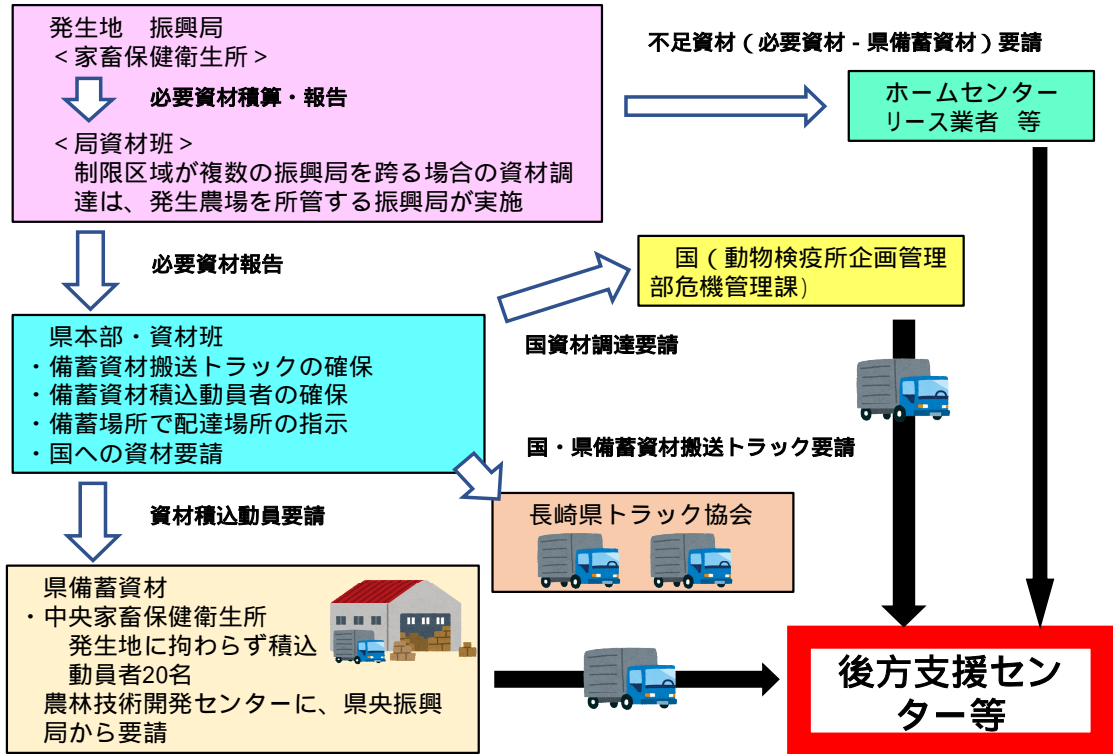 発生地　振興局
＜家畜保健衛生所＞
必要資材積算・報告
＜局資材班＞
制限区域が複数の振興局を跨る場合の資材調
達は、発生農場を所管する振興局が実施
不足資材（必要資材‐県備蓄資材）要請
ホームセンター
リース業者　等
必要資材報告
国（動物検疫所企画管理
部危機管理課)
国資材調達要請
県本部・資材班
・備蓄資材搬送トラックの確保
・備蓄資材積込動員者の確保
・備蓄場所で配達場所の指示
・国への資材要請
国・県備蓄資材搬送トラック要請
長崎県トラック協会
資材積込動員要請
県備蓄資材
・中央家畜保健衛生所
発生地に拘わらず積込
動員者20名
農林技術開発センターに、県央振興
局から要請
後方支援セン
ター等